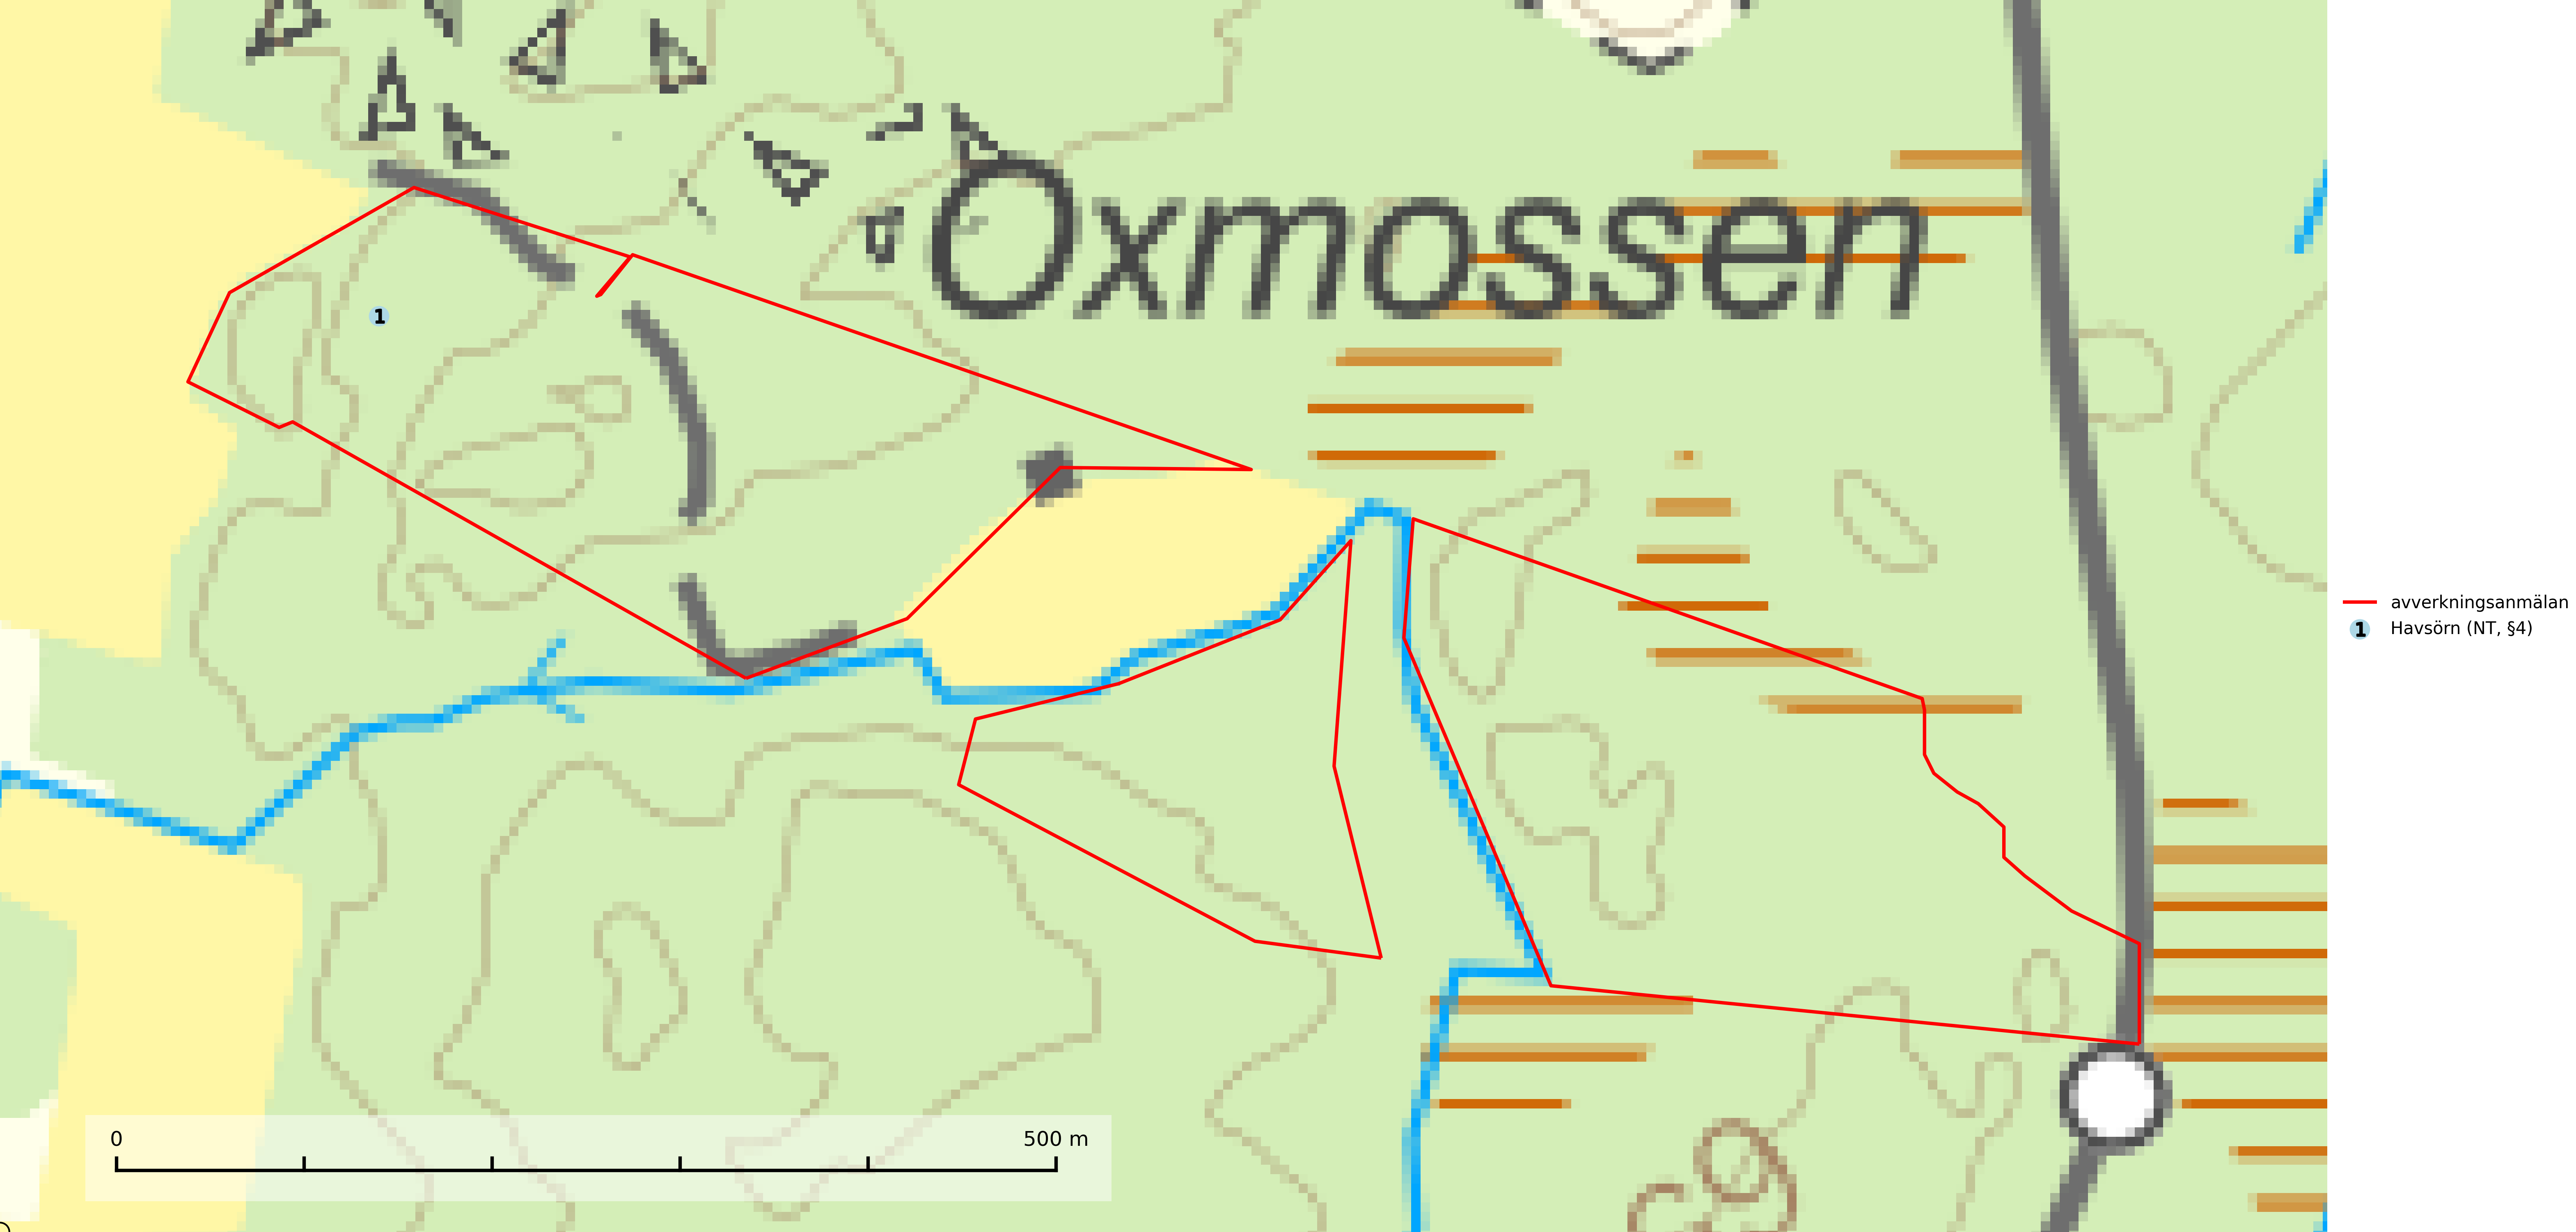 Oxmossen
1
avverkningsanmälan
1 Havsörn (NT, §4)
0 500 m